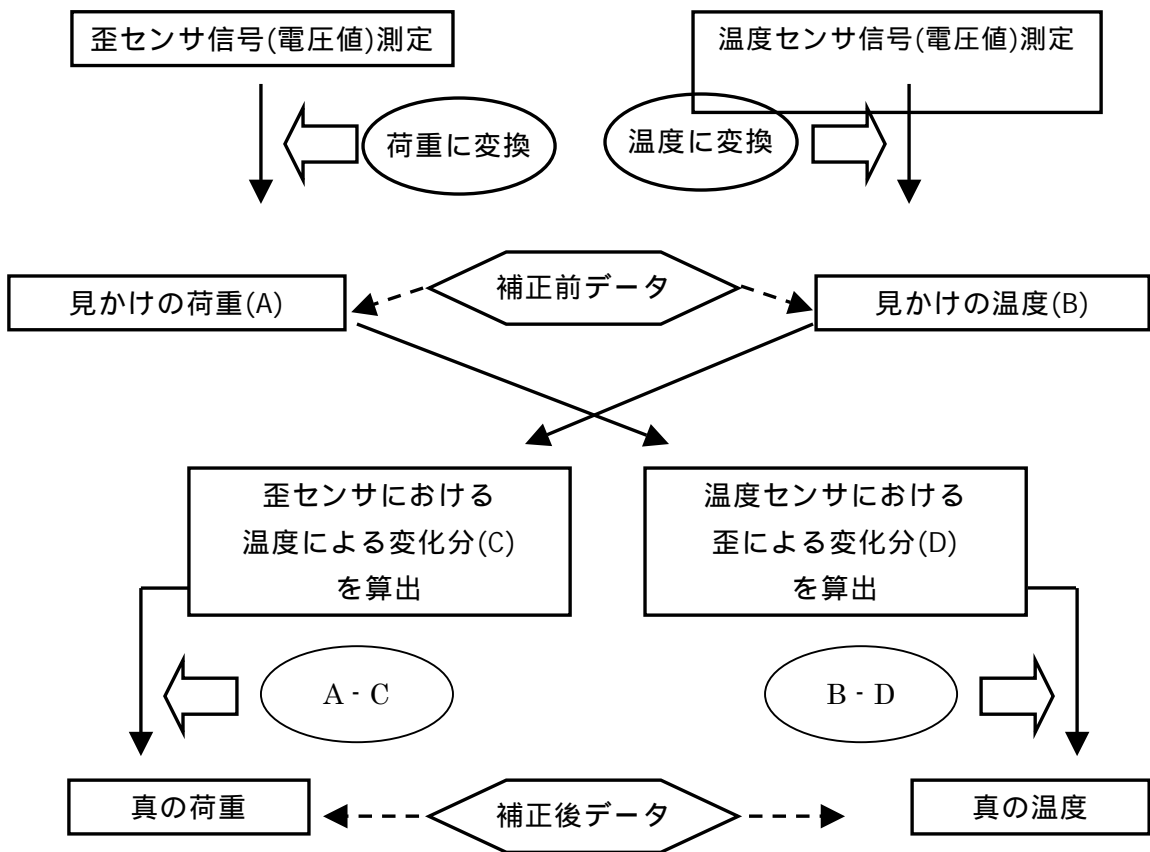 歪センサ信号(電圧値)測定
温度センサ信号(電圧値)測定
荷重に変換
温度に変換
見かけの荷重(A)
補正前データ
見かけの温度(B)
歪センサにおける
温度による変化分(C)
を算出
温度センサにおける
歪による変化分(D)
を算出
A - C
B - D
真の荷重
補正後データ
真の温度